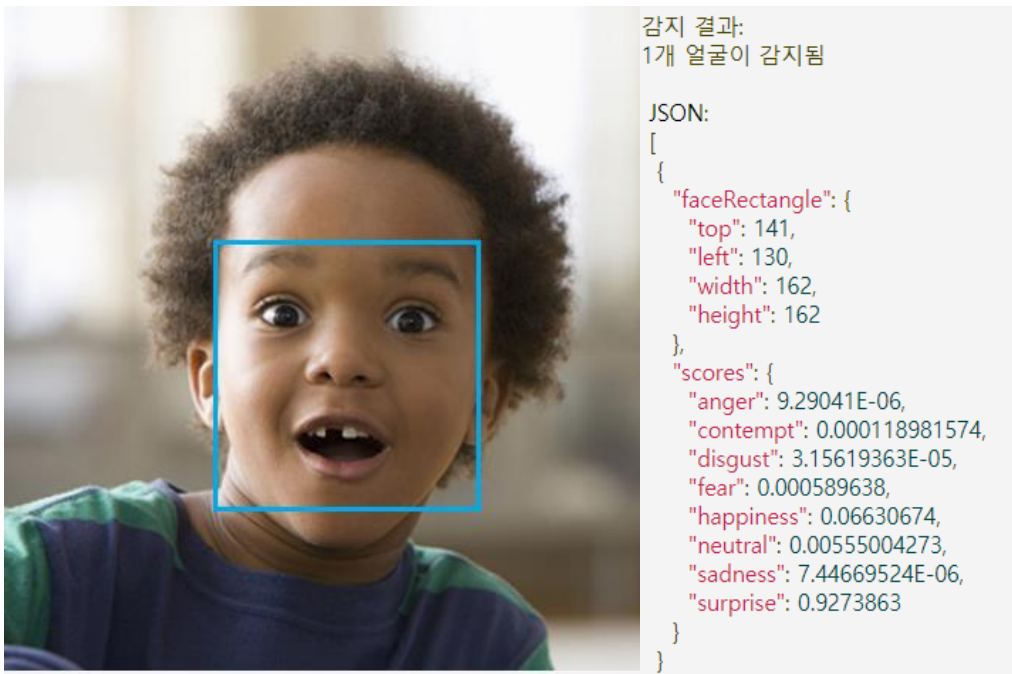 감지 결과:
1개 얼굴이 감지됨
JSON:
[
{
"faceRectangle": {
"top": 141,
"left": 130,
"width": 162,
"height": 162
},
"scores": {
"anger": 9.29041E-06,
"contempt": 0.000118981574,
"disgust": 3.15619363E-05,
"fear": 0.000589638,
"happiness": 0.06630674,
"neutral": 0.00555004273,
"sadness": 7.44669524E-06,
"surprise": 0.9273863
}
}